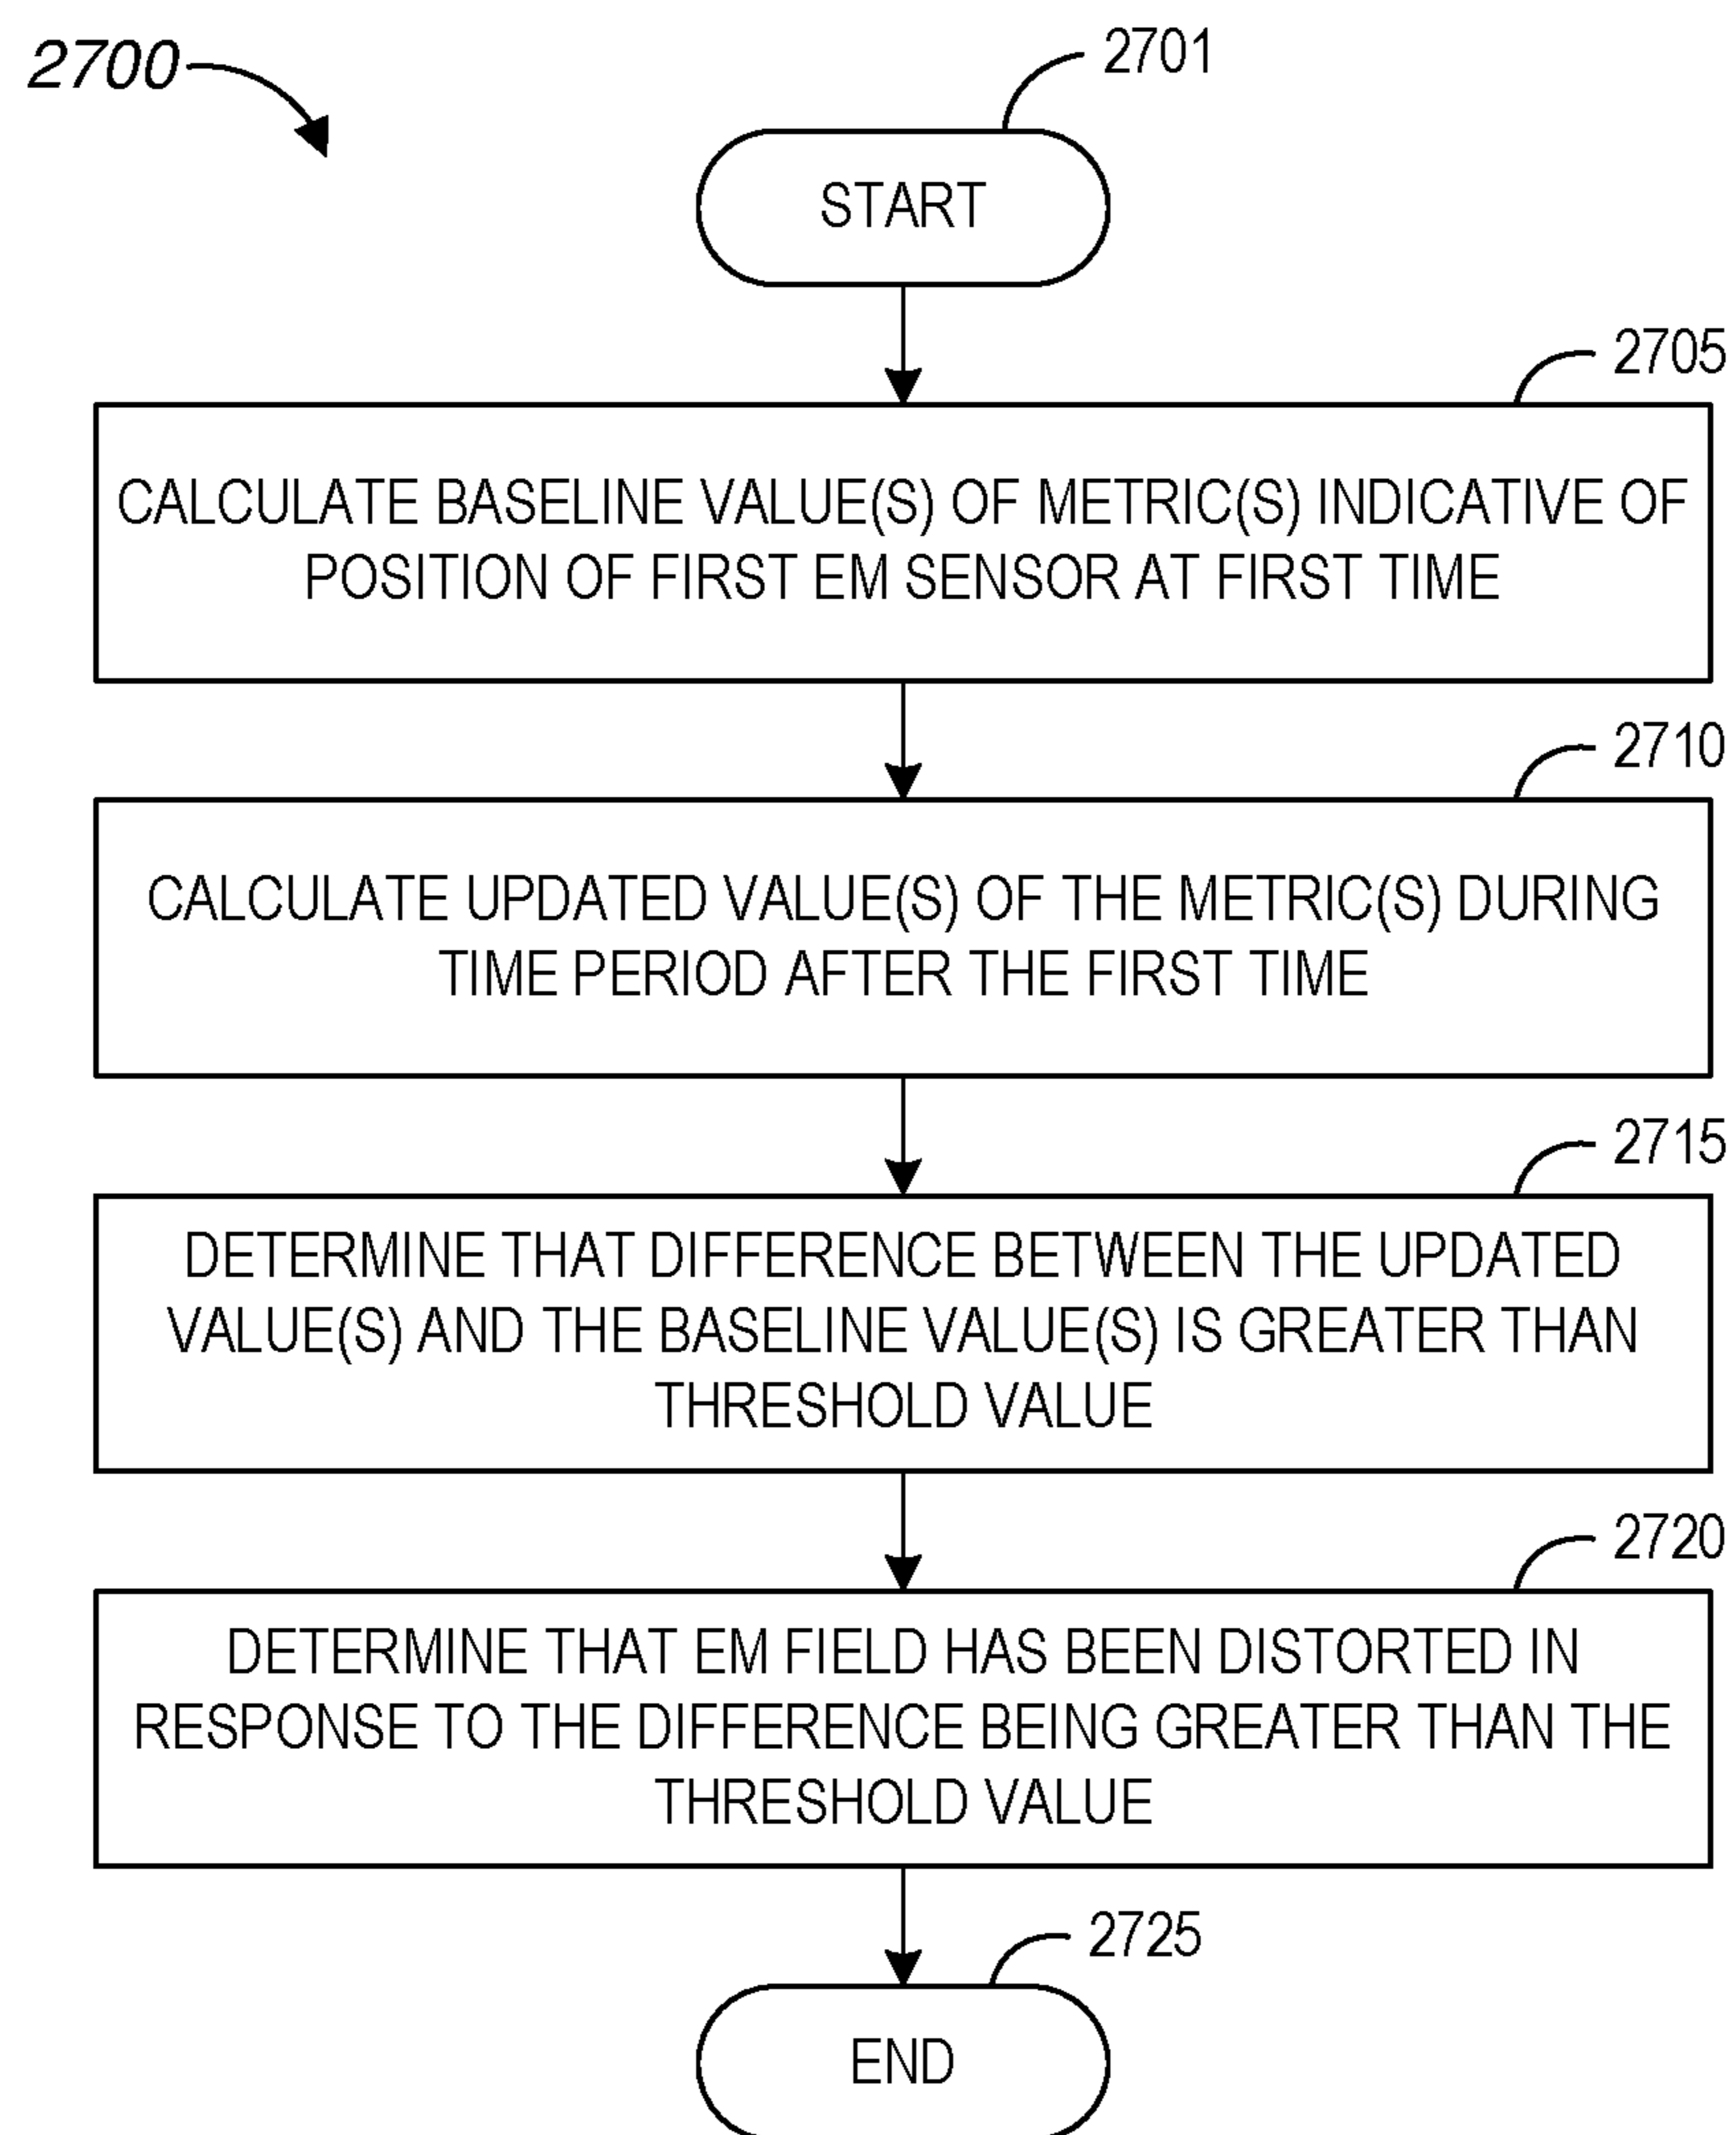 2700
2701
START
2705
CALCULATE BASELINE VALUE(S) OF METRIC(S) INDICATIVE OF
POSITION OF FIRST EM SENSOR AT FIRST TIME
2710
CALCULATE UPDATED VALUE(S) OF THE METRIC(S) DURING
TIME PERIOD AFTER THE FIRST TIME
2715
DETERMINE THAT DIFFERENCE BETWEEN THE UPDATED
VALUE(S) AND THE BASELINE VALUE(S) IS GREATER THAN
THRESHOLD VALUE
2720
DETERMINE THAT EM FIELD HAS BEEN DISTORTED IN
RESPONSE TO THE DIFFERENCE BEING GREATER THAN THE
THRESHOLD VALUE
2725
END